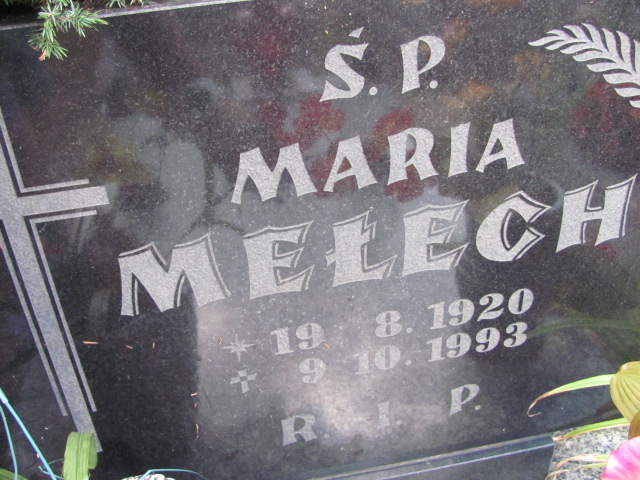 Ś. P.
MARIA
MEŁECH
* 19 8. 1920
+ 9 10. 1993
R. I. P.